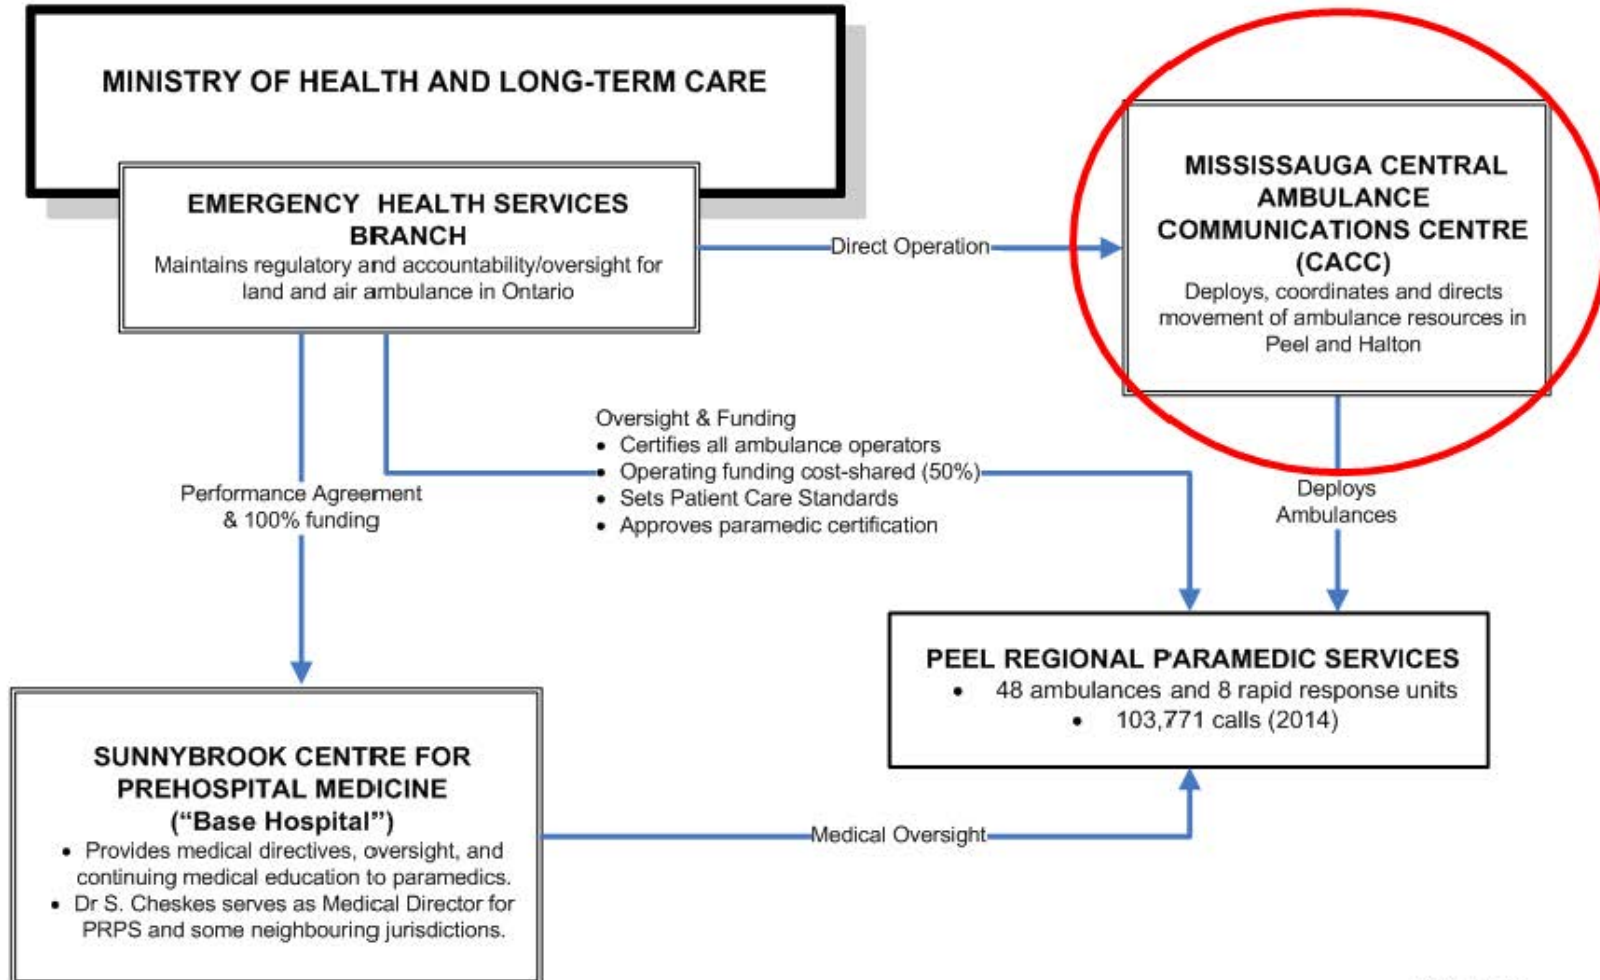 MINISTRY OF HEALTH AND LONG-TERM CARE
EMERGENCY HEALTH SERVICES
BRANCH
Maintains regulatory and accountability/oversight for
land and air ambulance in Ontario
Direct Operation
MISSISSAUGA CENTRAL
AMBULANCE
COMMUNICATIONS CENTRE
(CACC)
Deploys, coordinates and directs
movement of ambulance resources in
Peel and Halton
Oversight & Funding
• Certifies all ambulance operators
• Operating funding cost-shared (50%)
• Sets Patient Care Standards
• Approves paramedic certification
Performance Agreement
& 100% funding
Deploys
Ambulances
PEEL REGIONAL PARAMEDIC SERVICES
• 48 ambulances and 8 rapid response units
• 103,771 calls (2014)
SUNNYBROOK CENTRE FOR
PREHOSPITAL MEDICINE
(“Base Hospital”)
• Provides medical directives, oversight, and
continuing medical education to paramedics.
• Dr S. Cheskes serves as Medical Director for
PRPS and some neighbouring jurisdictions.
Medical Oversight